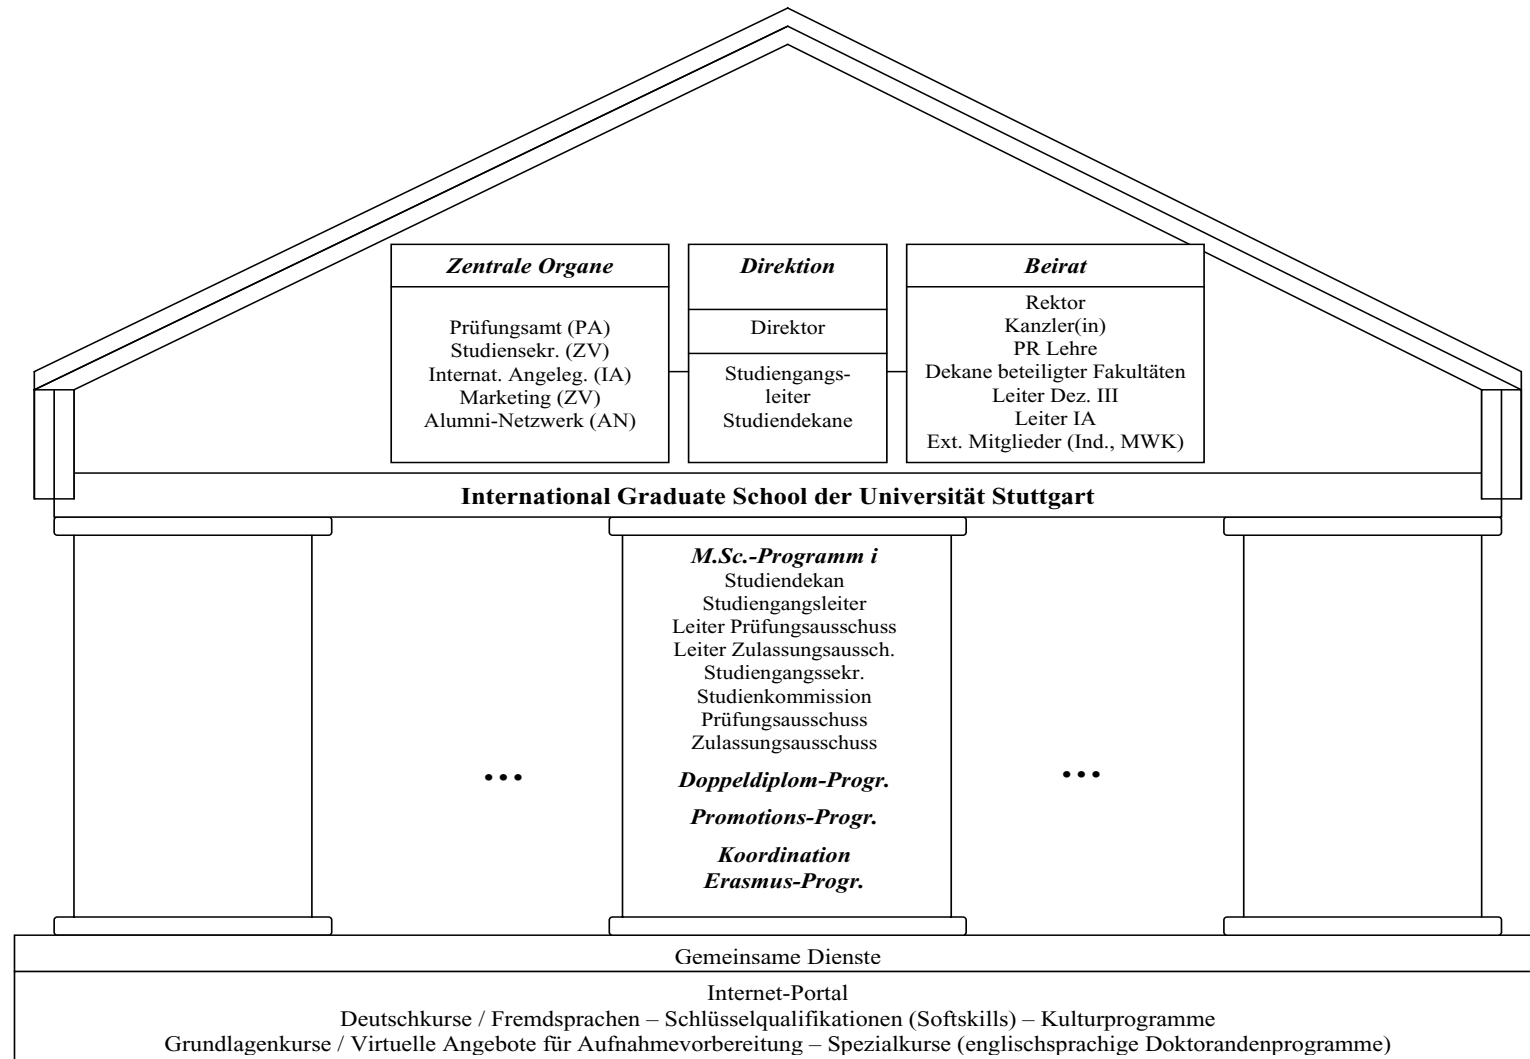 Zentrale Organe
Prüfungsamt (PA)
Studiensekr. (ZV)
Internat. Angeleg. (IA)
Marketing (ZV)
Alumni-Netzwerk (AN)
Direktion
Direktor
Studiengangs-
leiter
Studiendekane
Beirat
Rektor
Kanzler(in)
PR Lehre
Dekane beteiligter Fakultäten
Leiter Dez. III
Leiter IA
Ext. Mitglieder (Ind., MWK)
International Graduate School der Universität Stuttgart
M.Sc.-Programm i
Studiendekan
Studiengangsleiter
Leiter Prüfungsausschuss
Leiter Zulassungsaussch.
Studiengangssekr.
Studienkommission
Prüfungsausschuss
Zulassungsausschuss
Doppeldiplom-Progr.
Promotions-Progr.
Koordination
Erasmus-Progr.
...
...
Gemeinsame Dienste
Internet-Portal
Deutschkurse / Fremdsprachen – Schlüsselqualifikationen (Softskills) – Kulturprogramme
Grundlagenkurse / Virtuelle Angebote für Aufnahmevorbereitung – Spezialkurse (englischsprachige Doktorandenprogramme)